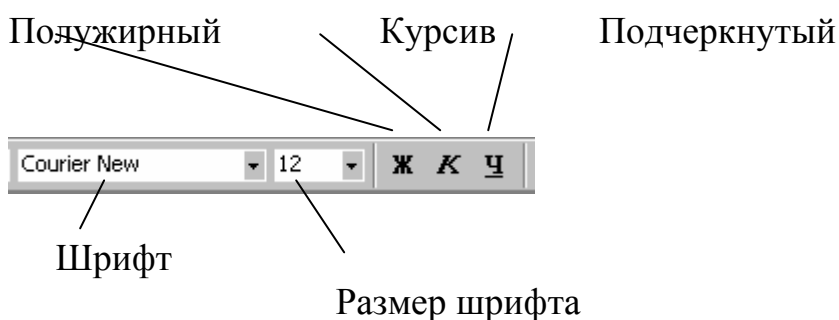 Полужирный Курсив Подчеркнутый
Courier New 12 Ж К Ч
Шрифт
Размер шрифта